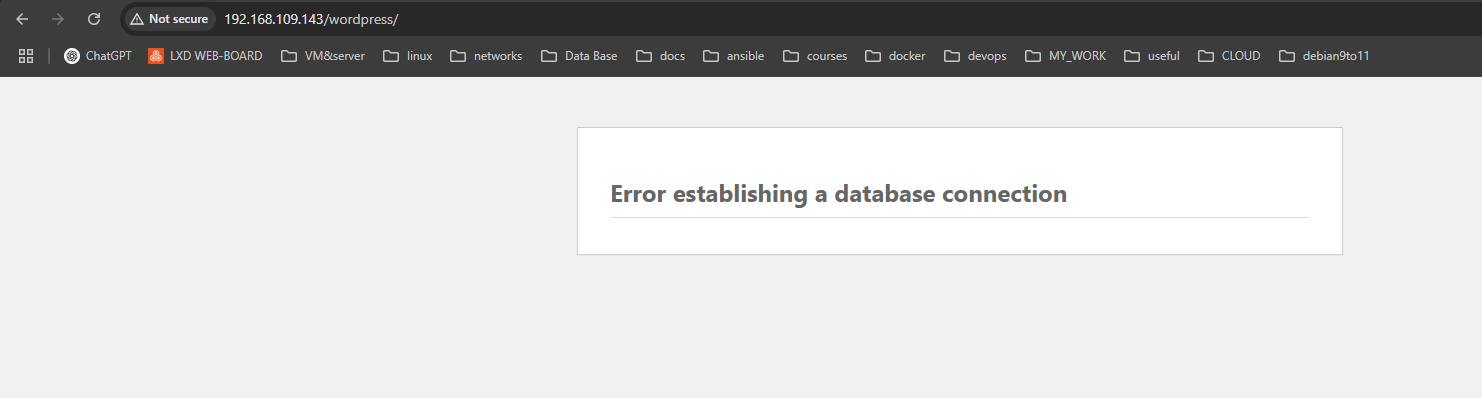 Not secure 192.168.109.143/wordpress/
ChatGPT LXD WEB-BOARD VM&server linux networks Data Base docs ansible courses docker devops MY_WORK useful CLOUD debian9to11
Error establishing a database connection